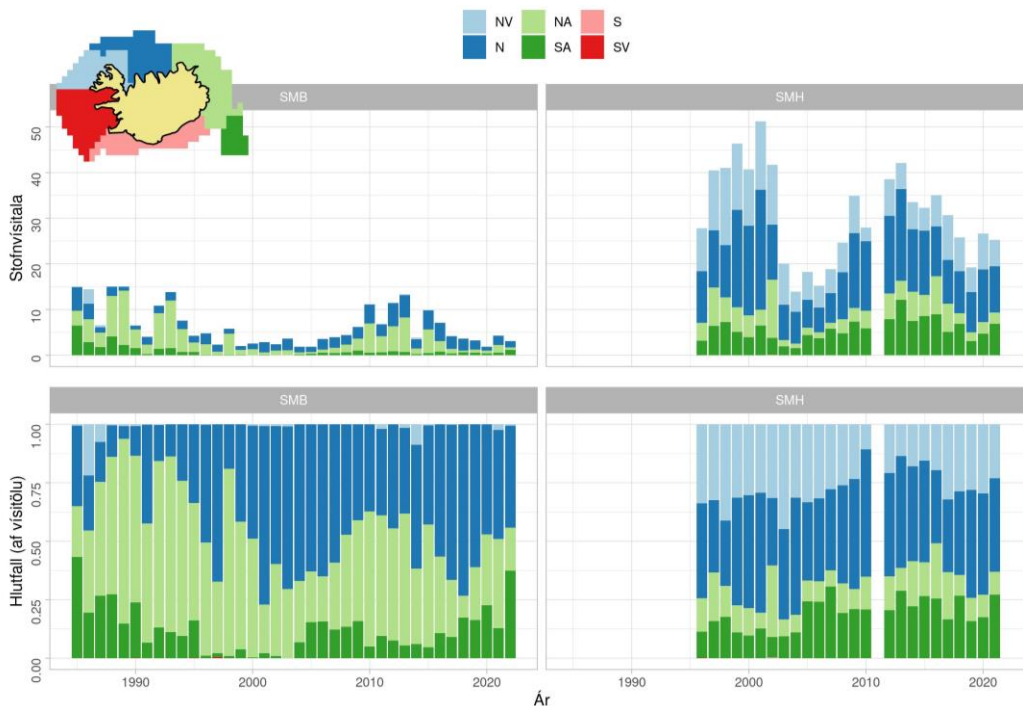 NV NA S
N SA SV
SMB SMH
50
40
30
20
10
0
Stofnvísitala
SMB SMH
1.00
0.75
0.50
0.25
0.00
Hlutfall (af vísitölu)
1990 2000 2010 2020 1990 2000 2010 2020
Ár